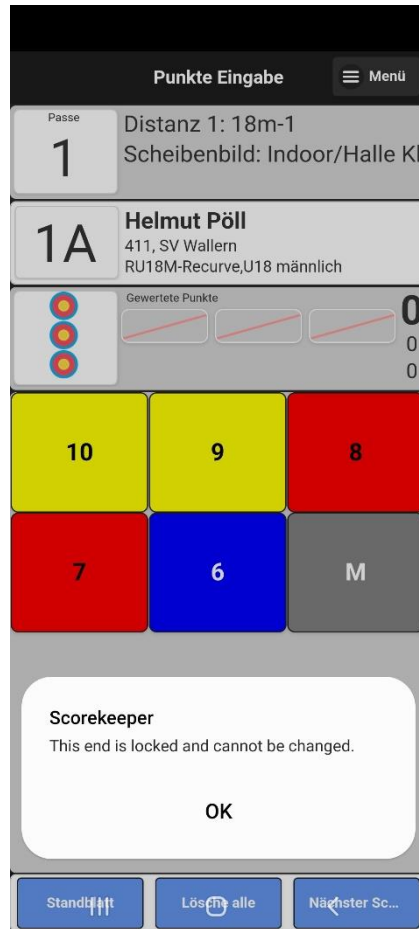 Punkte Eingabe
Menü
Passe
1
Distanz 1: 18m-1
Scheibenbild: Indoor/Halle Kl
1A
Helmut Pöll
411, SV Wallern
RU18M-Recurve,U18 männlich
Gewertete Punkte
0
0
0
10
9
8
7
6
M
Scorekeeper
This end is locked and cannot be changed.
OK
Standblatt
Lösche alle
Nächster Sc...